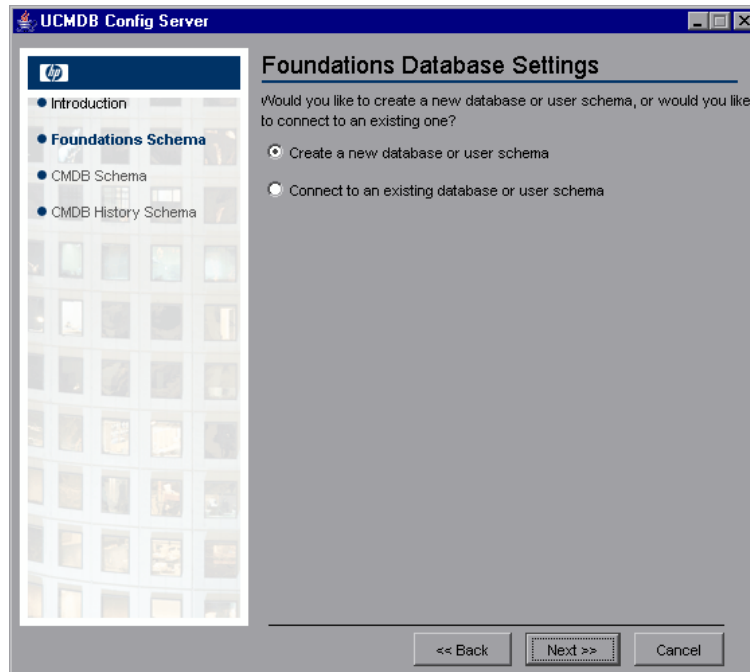 UCMDB Config Server
hp
Introduction
Foundations Schema
CMDB Schema
CMDB History Schema
Foundations Database Settings
Would you like to create a new database or user schema, or would you like
to connect to an existing one?
Create a new database or user schema
Connect to an existing database or user schema
<< Back
Next >>
Cancel